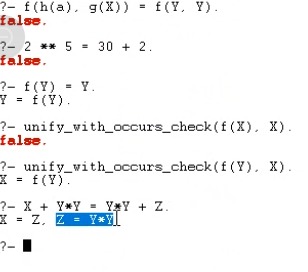 ?- f(h(a), g(X)) = f(Y, Y).
false.
?- 2 ** 5 = 30 + 2.
false.
?- f(Y) = Y.
Y = f(Y).
?- unify_with_occurs_check(f(X), X).
false.
?- unify_with_occurs_check(f(Y), X).
X = f(Y).
?- X + Y*Y = Y*Y + Z.
X = Z, Z = Y*Y
?-